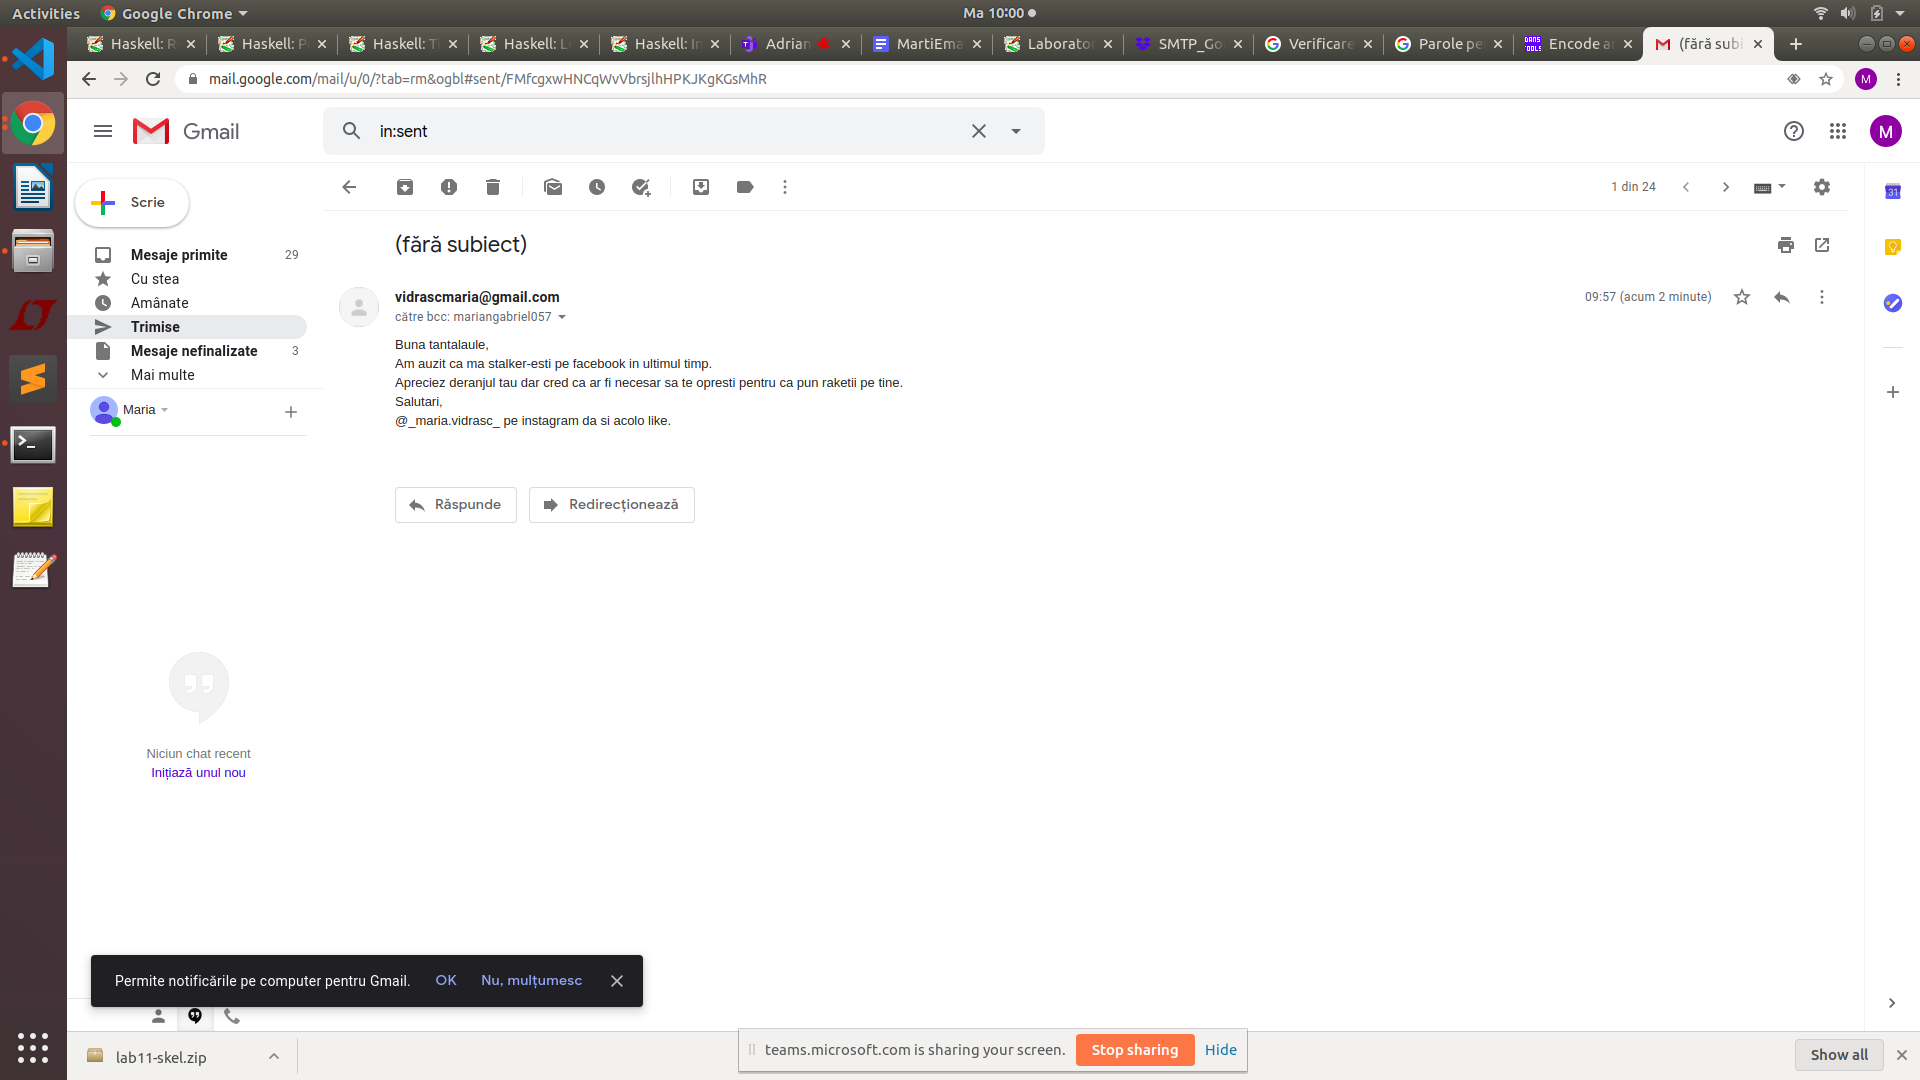 Activities
Google Chrome
Ma 10:00
Haskell: R
Haskell: P
Haskell: T
Haskell: L
Haskell: In
Adrian
MartiEma
Laborator
SMTP_Go
Verificare
Parole pe
Encode a
(fără subi
mail.google.com/mail/u/0/?tab=rm&ogbl#sent/FMfcgxwHNCqWvVbrsjlhHPKJKgKGsMhR
M
Gmail
in:sent
M
Scrie
1 din 24
31
Mesaje primite 29
Cu stea
Amânate
Trimise
Mesaje nefinalizate 3
Mai multe
Maria
(fără subiect)
vidrascmaria@gmail.com
09:57 (acum 2 minute)
către bcc: mariangabriel057
Buna tantalaule,
Am auzit ca ma stalker-esti pe facebook in ultimul timp.
Apreciez deranjul tau dar cred ca ar fi necesar sa te opresti pentru ca pun raketii pe tine.
Salutari,
@_maria.vidrasc_ pe instagram da si acolo like.
Răspunde
Redirecționează
Niciun chat recent
Inițiază unul nou
Permite notificările pe computer pentru Gmail.
OK
Nu, mulțumesc
lab11-skel.zip
teams.microsoft.com is sharing your screen.
Stop sharing
Hide
Show all